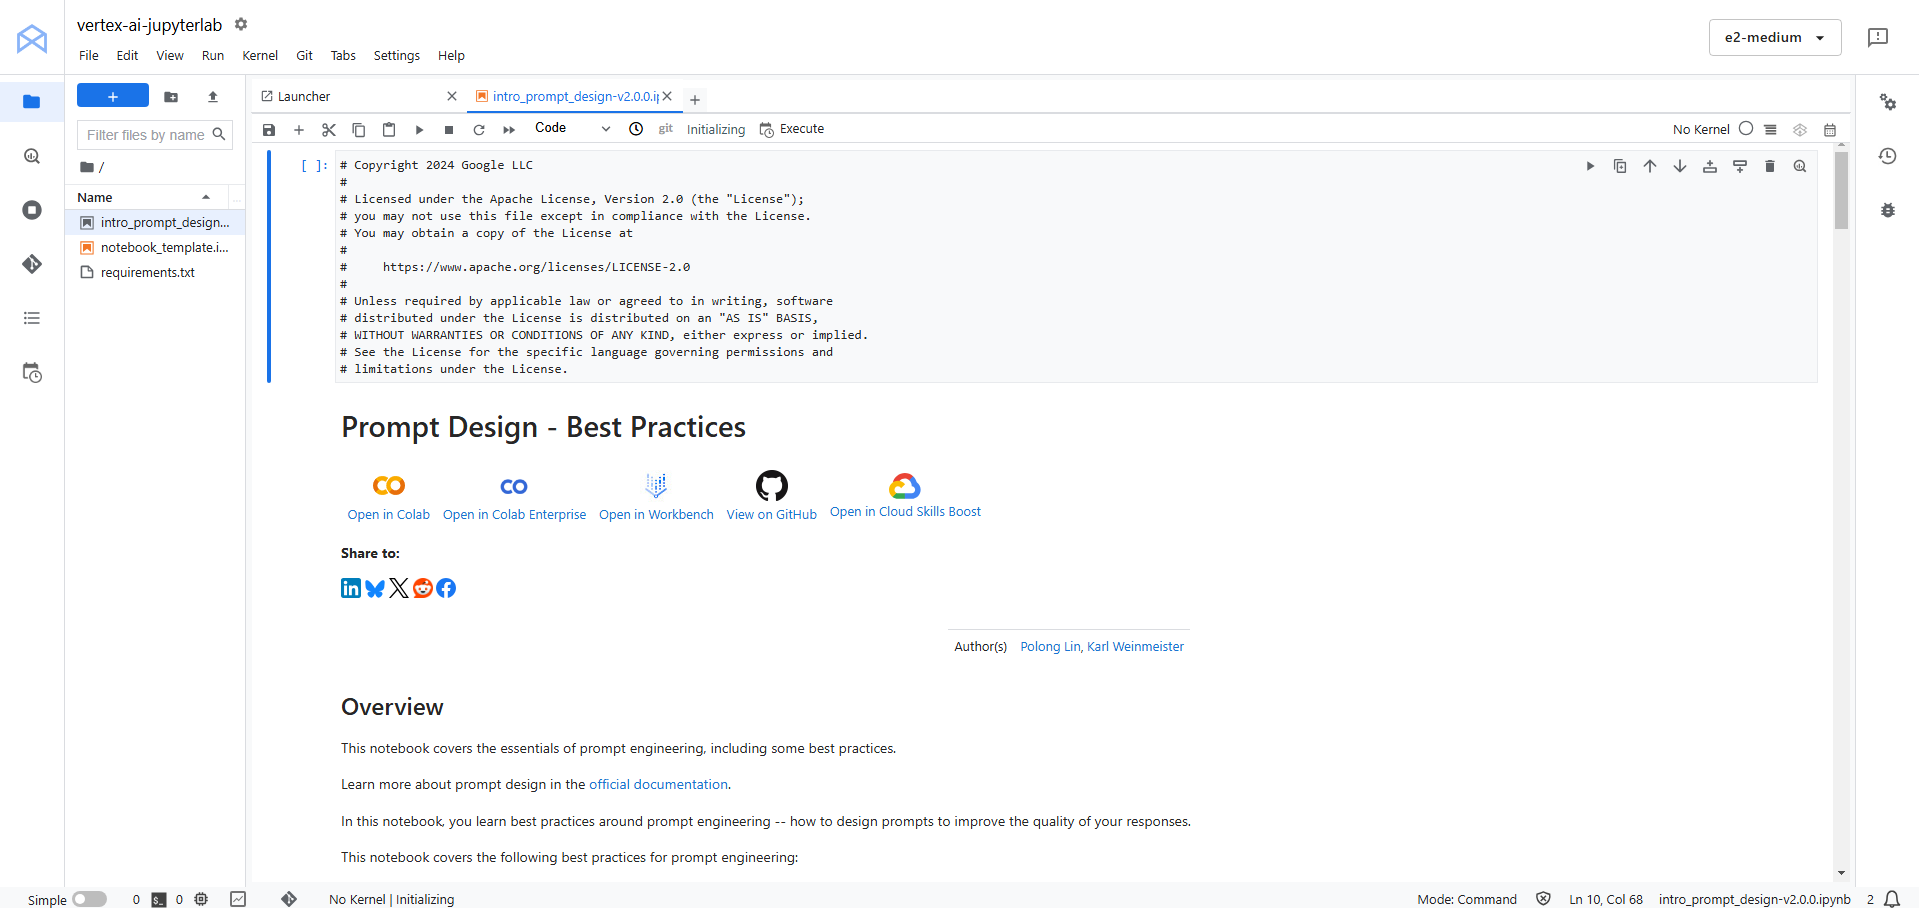 vertex-ai-jupyterlab
File Edit View Run Kernel Git Tabs Settings Help
e2-medium
Filter files by name
/
Name
intro_prompt_design...
notebook_template.i...
requirements.txt
Launcher
intro_prompt_design-v2.0.0.i
Code
git
Initializing
Execute
No Kernel
[ ]:
# Copyright 2024 Google LLC
#
# Licensed under the Apache License, Version 2.0 (the "License");
# you may not use this file except in compliance with the License.
# You may obtain a copy of the License at
#
#     https://www.apache.org/licenses/LICENSE-2.0
#
# Unless required by applicable law or agreed to in writing, software
# distributed under the License is distributed on an "AS IS" BASIS,
# WITHOUT WARRANTIES OR CONDITIONS OF ANY KIND, either express or implied.
# See the License for the specific language governing permissions and
# limitations under the License.
Prompt Design - Best Practices
Open in Colab
Open in Colab Enterprise
Open in Workbench
View on GitHub
Open in Cloud Skills Boost
Share to:
Author(s) Polong Lin, Karl Weinmeister
Overview
This notebook covers the essentials of prompt engineering, including some best practices.
Learn more about prompt design in the official documentation.
In this notebook, you learn best practices around prompt engineering -- how to design prompts to improve the quality of your responses.
This notebook covers the following best practices for prompt engineering:
Simple 0 0 No Kernel | Initializing Mode: Command Ln 10, Col 68 intro_prompt_design-v2.0.0.ipynb 2